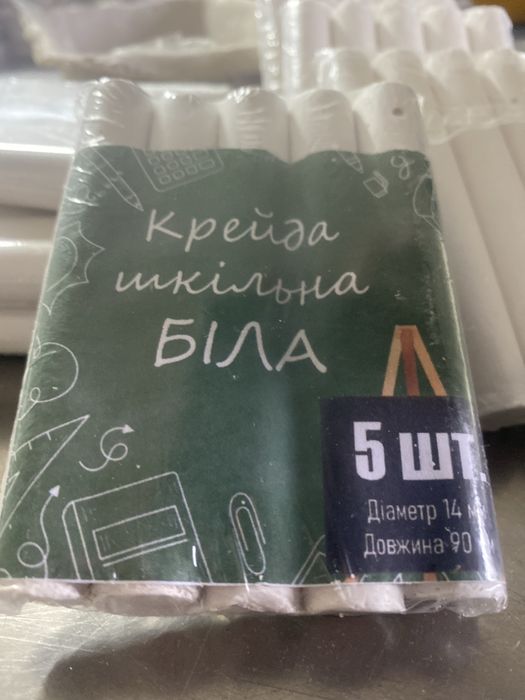 Крейда
шкільна
БІЛА
5 шт.
Діаметр 14 м
Довжина 90